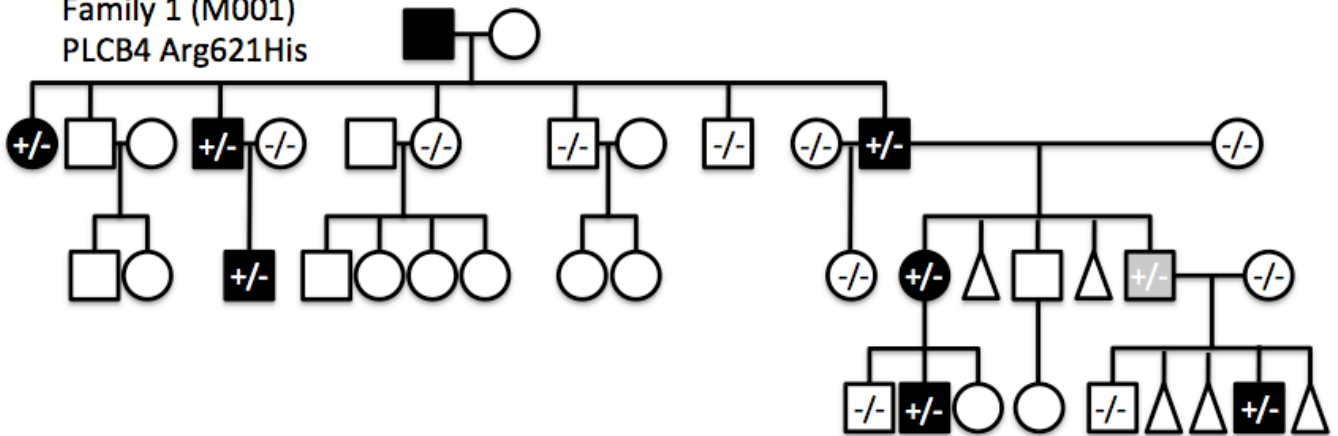 Family 1 (M001)
PLCB4 Arg621His
+/- +/- -/- -/- -/- -/- -/- +/- -/-
+/- -/- +/- +/- -/-
-/- +/- -/- +/-